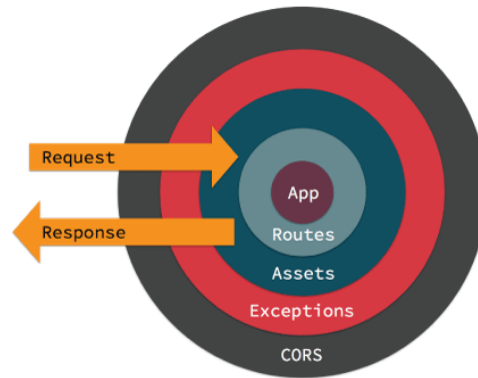 Request
App
Response
Routes
Assets
Exceptions
CORS